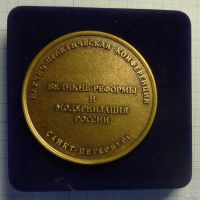 НАУЧНО-ПРАКТИЧЕСКАЯ КОНФЕРЕНЦИЯ
ВЕЛИКИЕ РЕФОРМЫ
И
МОДЕРНИЗАЦИЯ
РОССИИ
САНКТ-ПЕТЕРБУРГ